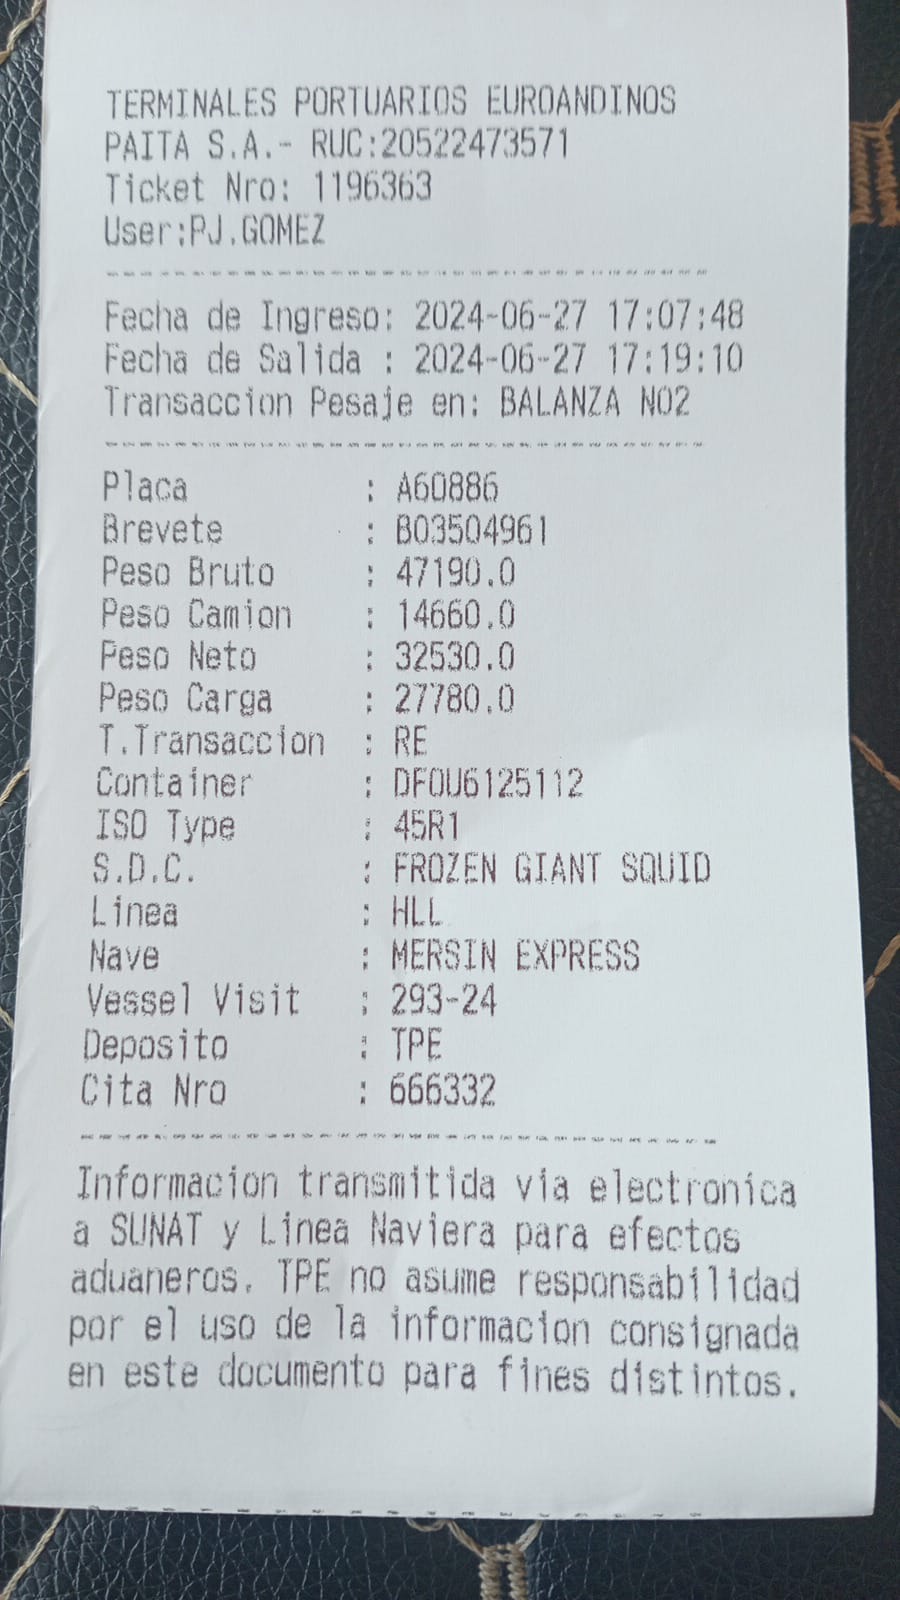 TERMINALES PORTUARIOS EUROANDINOS
PAITA S.A.- RUC:20522473571
Ticket Nro: 1196363
User:PJ.GOMEZ
Fecha de Ingreso: 2024-06-27 17:07:48
Fecha de Salida : 2024-06-27 17:19:10
Transaccion Pesaje en: BALANZA NO2
Placa : A60886
Brevete : B03504961
Peso Bruto : 47190.0
Peso Camion : 14660.0
Peso Neto : 32530.0
Peso Carga : 27780.0
T.Transaccion : RE
Container : DFOU6125112
ISO Type : 45R1
S.D.C. : FROZEN GIANT SQUID
Linea : HLL
Nave : MERSIN EXPRESS
Vessel Visit : 293-24
Deposito : TPE
Cita Nro : 666332
Informacion transmitida via electronica
a SUNAT y Linea Naviera para efectos
aduaneros. TPE no asume responsabilidad
por el uso de la informacion consignada
en este documento para fines distintos.